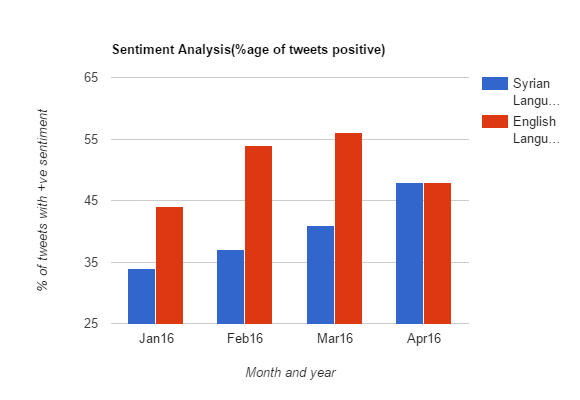 Sentiment Analysis(%age of tweets positive)
% of tweets with +ve sentiment
65
55
45
35
25
Jan16
Feb16
Mar16
Apr16
Month and year
Syrian
Langu…
English
Langu…